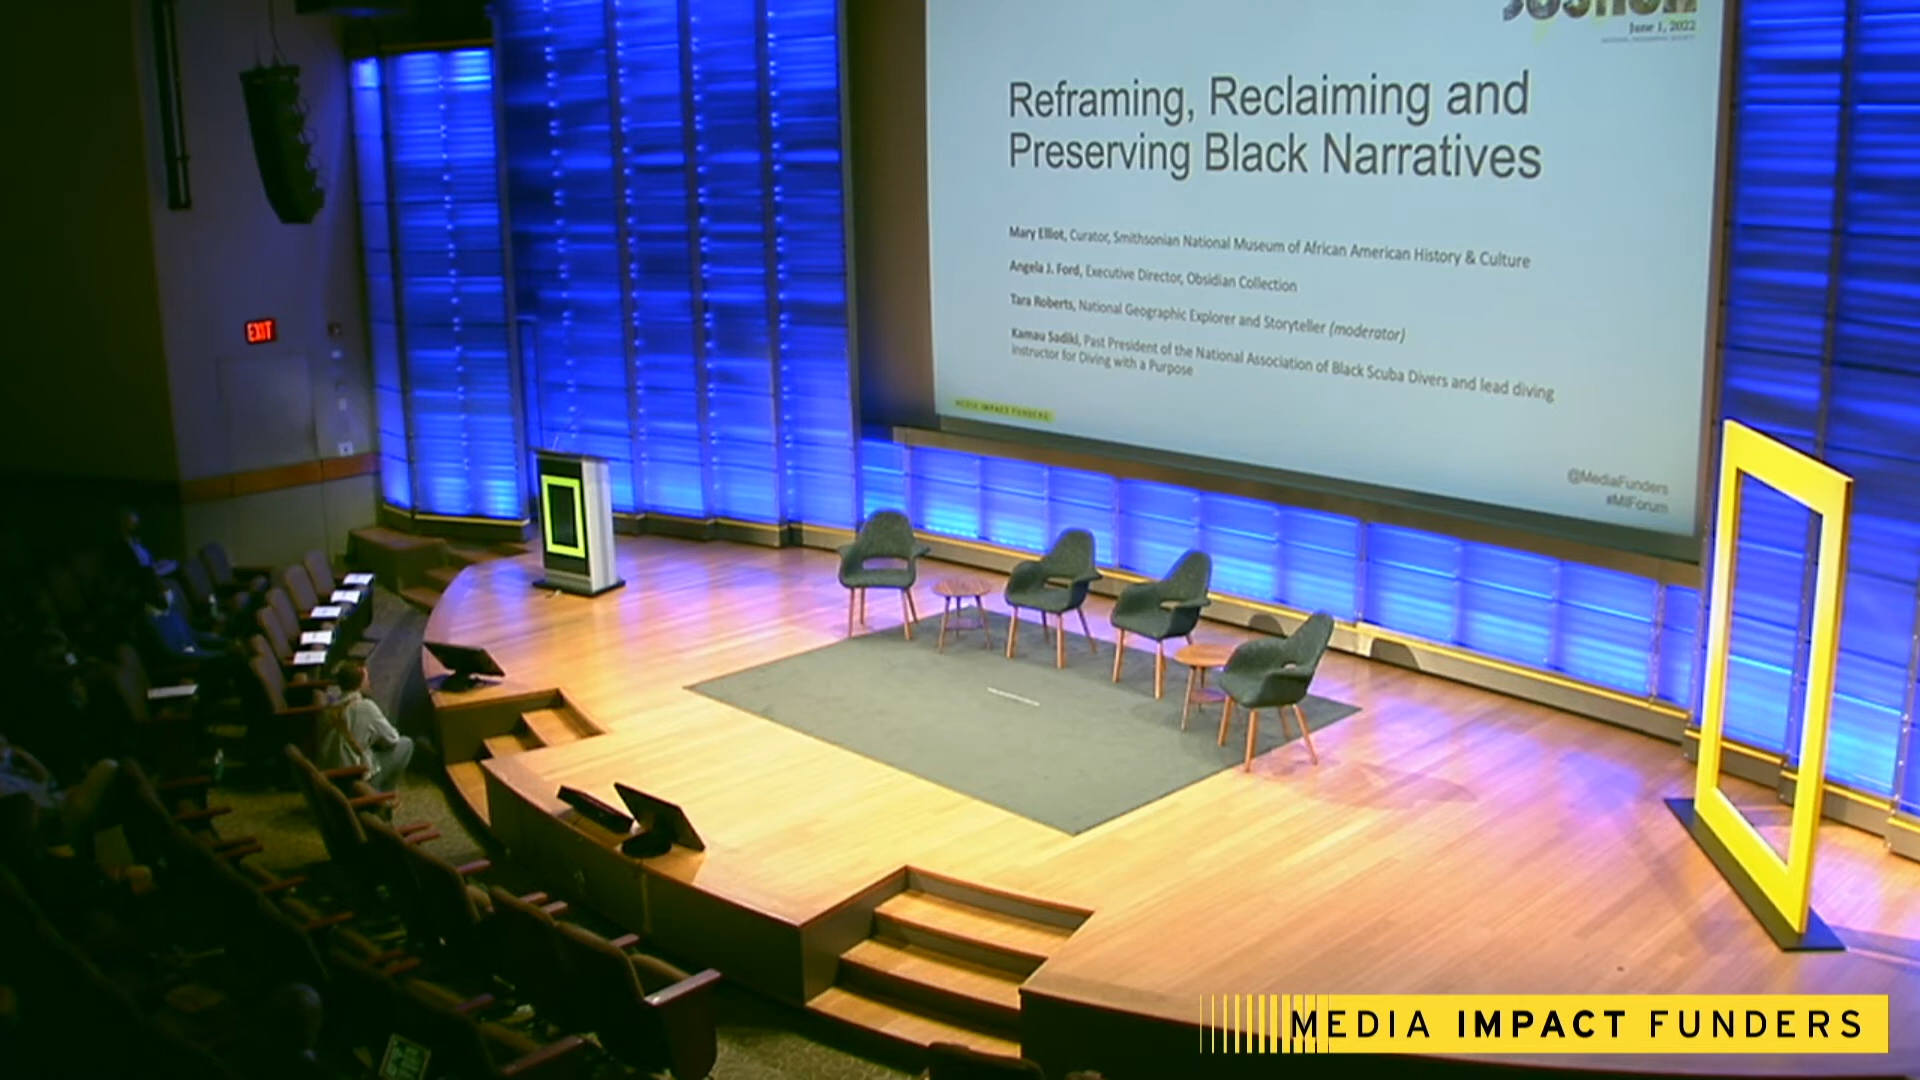 June 1, 2022
Reframing, Reclaiming and
Preserving Black Narratives
Mary Elliot, Curator, Smithsonian National Museum of African American History & Culture
Angela J. Ford, Executive Director, Obsidian Collection
Tara Roberts, National Geographic Explorer and Storyteller (moderator)
Kamau Sadiki, Past President of the National Association of Black Scuba Divers and lead diving
instructor for Diving with a Purpose
MEDIA IMPACT FUNDERS
@MediaFunders
#MIForum
EXIT
MEDIA IMPACT FUNDERS